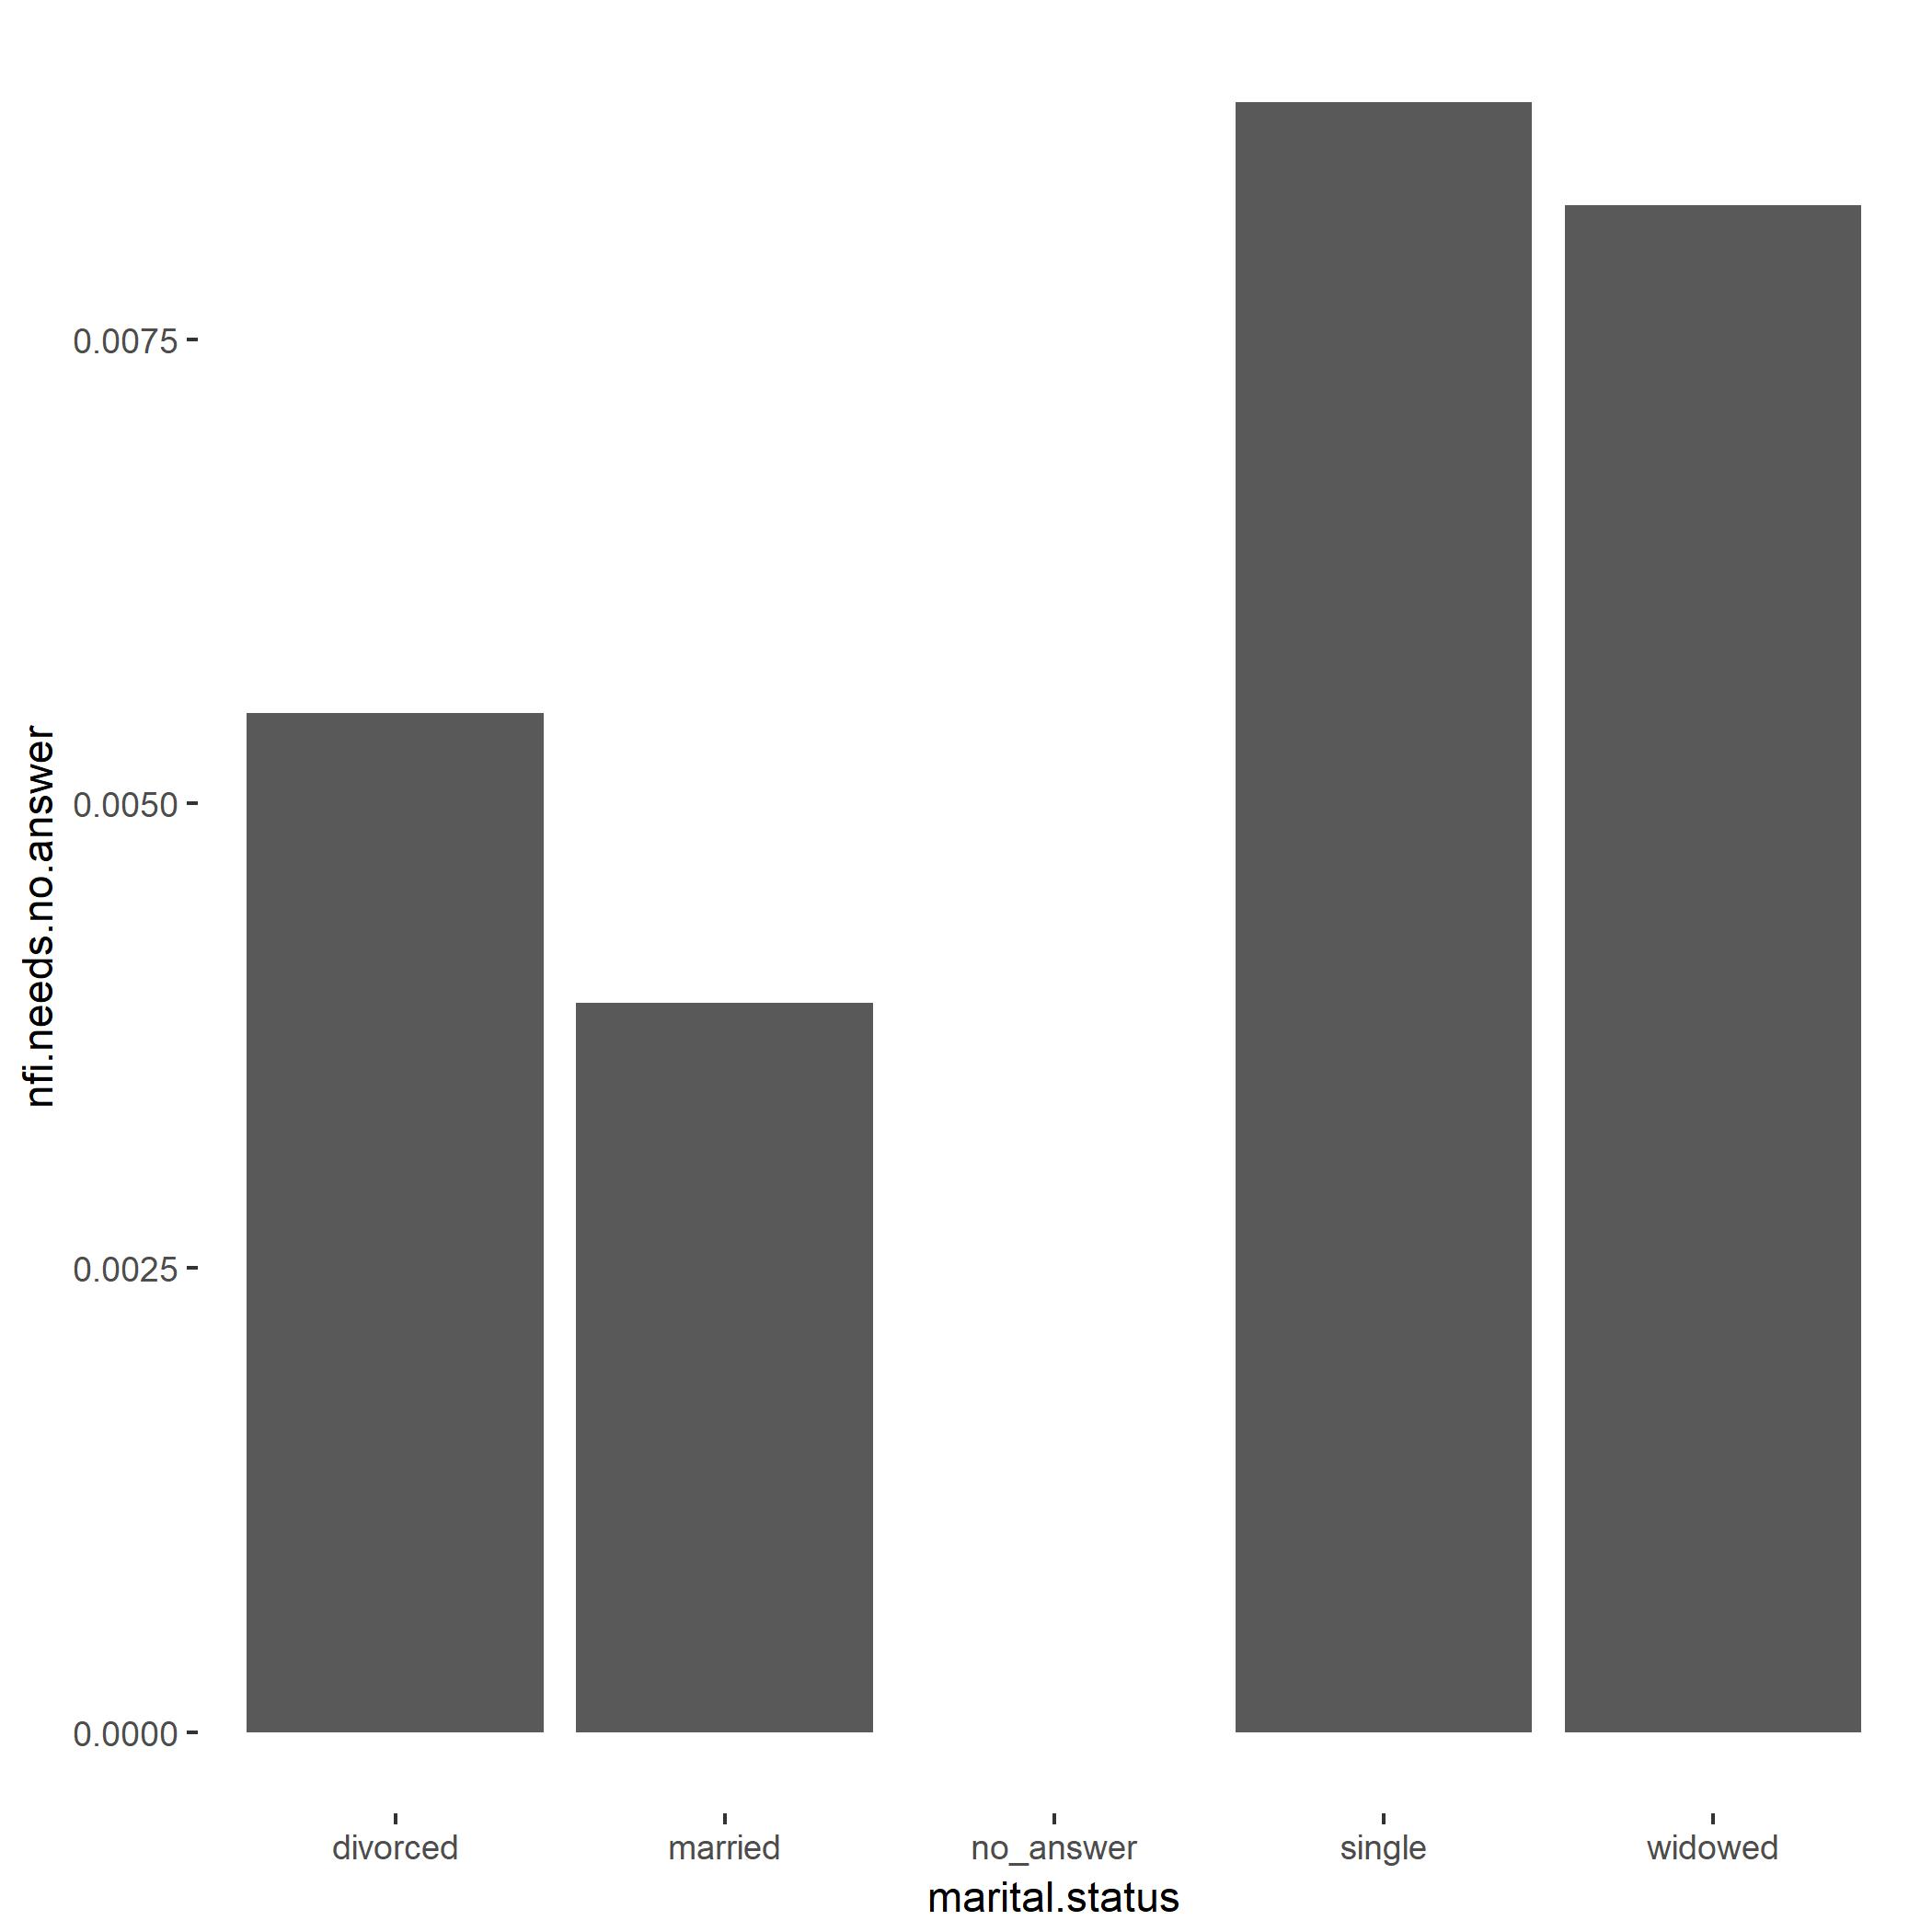 nfi.needs.no.answer
0.0075
0.0050
0.0025
0.0000
divorced married no_answer single widowed
marital.status